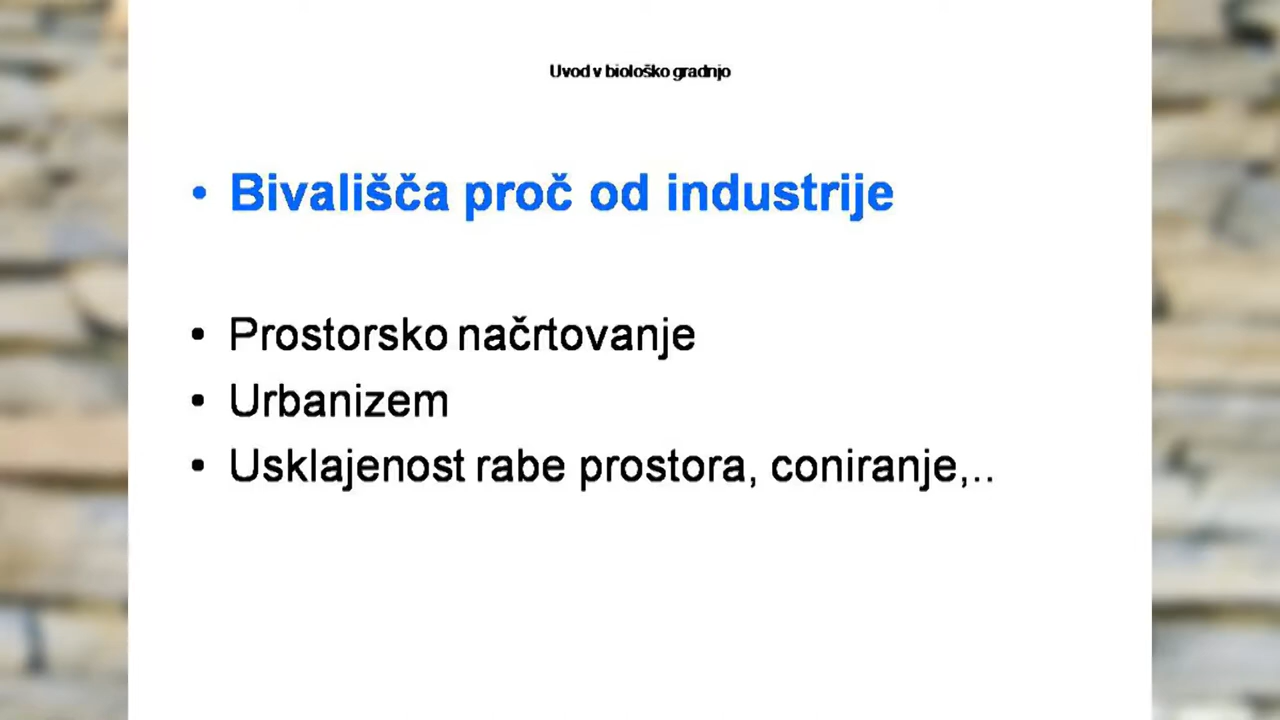 Uvod v biološko gradnjo
• Bivališča proč od industrije
• Prostorsko načrtovanje
• Urbanizem
• Usklajenost rabe prostora, coniranje,..